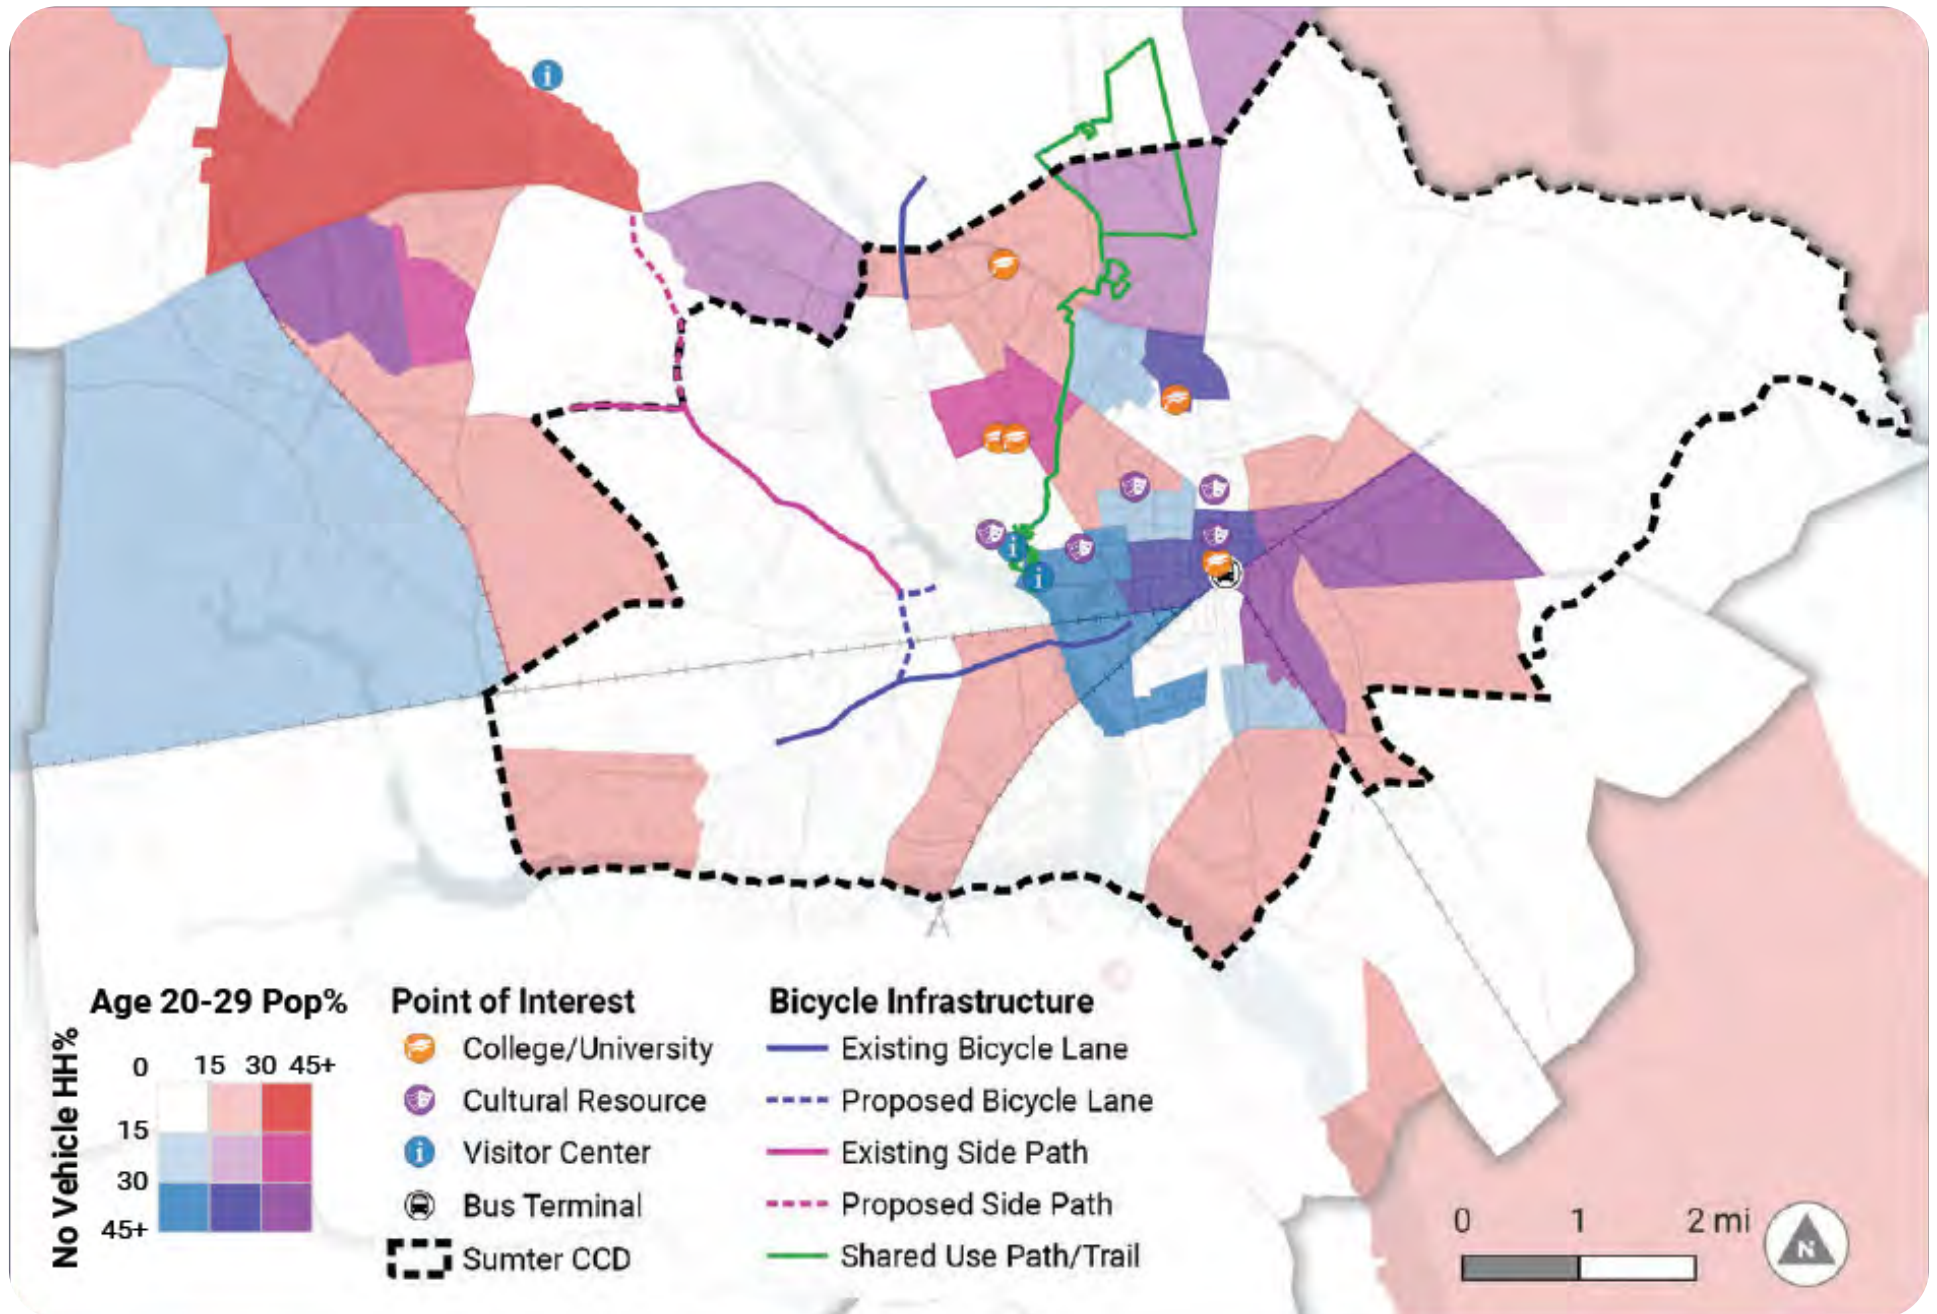 Age 20-29 Pop%
No Vehicle HH%
0 15 30 45+
15
30
45+
Point of Interest
College/University
Cultural Resource
Visitor Center
Bus Terminal
Sumter CCD
Bicycle Infrastructure
Existing Bicycle Lane
Proposed Bicycle Lane
Existing Side Path
Proposed Side Path
Shared Use Path/Trail
0 1 2 mi
N